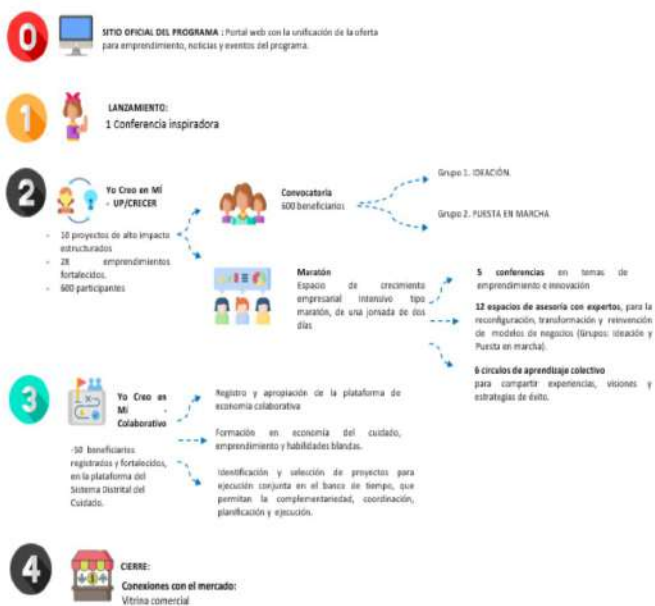 0
SITIO OFICIAL DEL PROGRAMA : Portal web con la unificación de la oferta
para emprendimiento, noticias y eventos del programa.
1
LANZAMIENTO:
1 Conferencia inspiradora
2
Yo Creo en Mí
- UP/CRECER
- 10 proyectos de alto impacto
estructurados
- 28 emprendimientos
fortalecidos.
- 600 participantes
Convocatoria
600 beneficiarios
Grupo 1. IDEACIÓN.
Grupo 2. PUESTA EN MARCHA
Maratón
Espacio de crecimiento
empresarial intensivo tipo
maratón, de una jornada de dos
días
5 conferencias en temas de
emprendimiento e innovación
12 espacios de asesoría con expertos, para la
reconfiguración, transformación y reinvención
de modelos de negocios (Grupos: Ideación y
Puesta en marcha).
6 círculos de aprendizaje colectivo
para compartir experiencias, visiones y
estrategias de éxito.
3
Yo Creo en
Mí -
Colaborativo
-50 beneficiarios
registrados y fortalecidos,
en la plataforma del
Sistema Distrital del
Cuidado.
Registro y apropiación de la plataforma de
economía colaborativa
Formación en economía del cuidado,
emprendimiento y habilidades blandas.
Identificación y selección de proyectos para
ejecución conjunta en el banco de tiempo, que
permitan la complementariedad, coordinación,
planificación y ejecución.
4
CIERRE:
Conexiones con el mercado:
Vitrina comercial